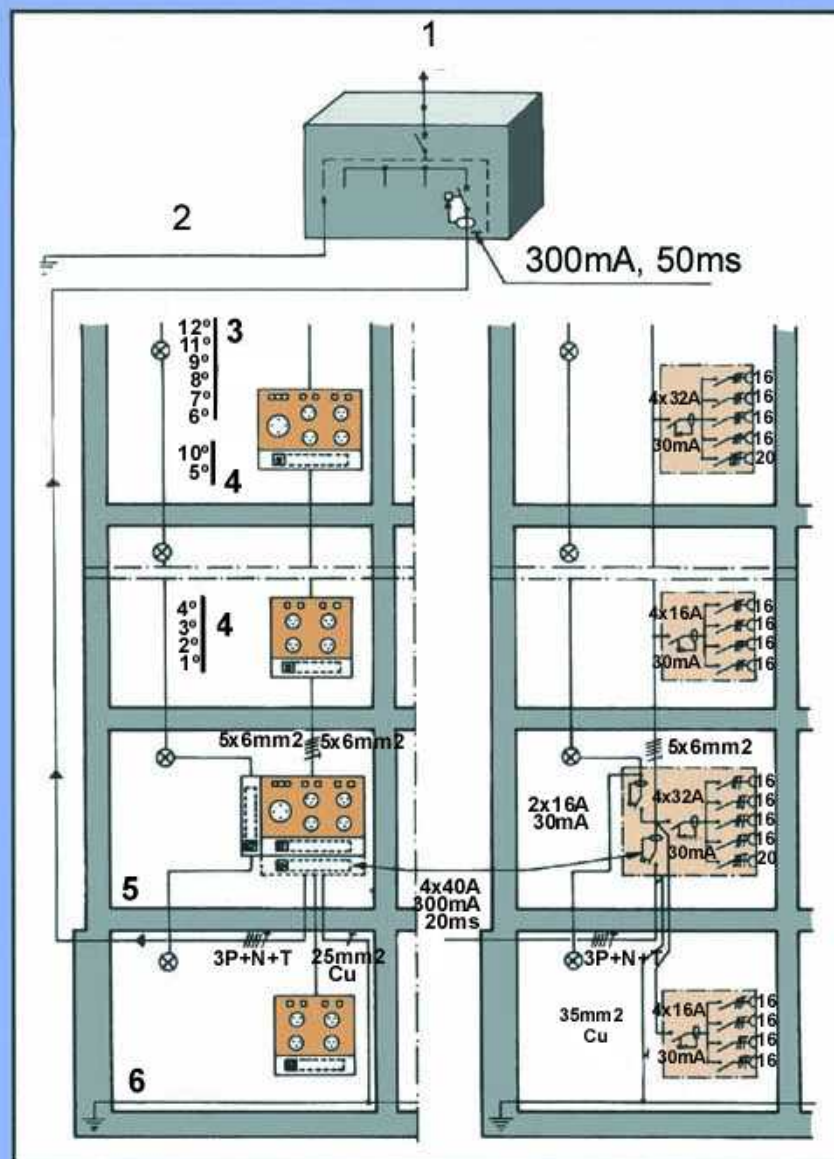 1
2
300mA, 50ms
12º
11º
9º
8º
7º
6º
3
10º
5º
4
4x32A
30mA
16
16
16
16
20
4º
3º
2º
1º
4
4x16A
30mA
16
16
16
16
5x6mm2
5x6mm2
5x6mm2
2x16A
30mA
4x32A
30mA
16
16
16
16
20
5
4x40A
300mA
20ms
3P+N+T
25mm2
Cu
3P+N+T
35mm2
Cu
4x16A
30mA
16
16
16
16
6